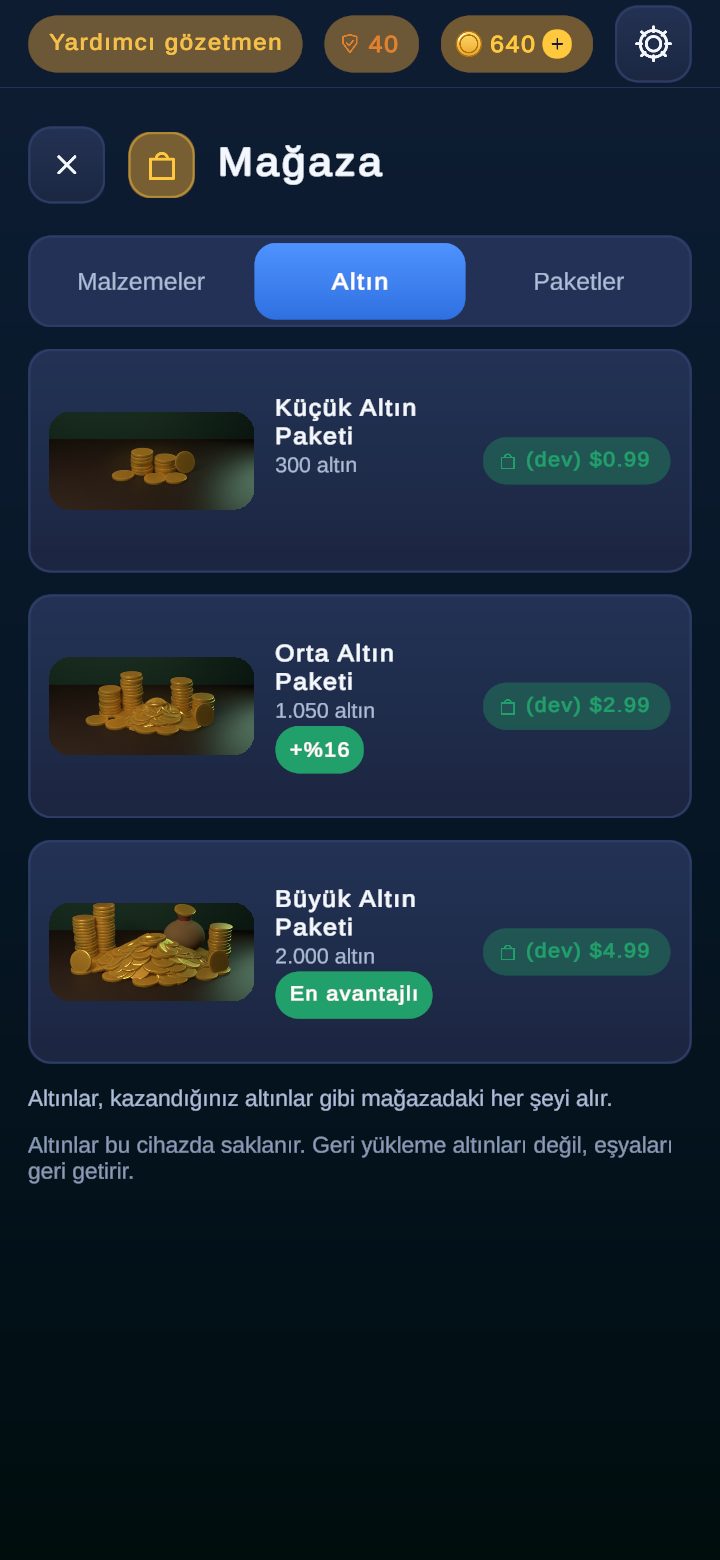 Yardımcı gözetmen
40
640
+
Mağaza
Malzemeler
Altın
Paketler
Küçük Altın
Paketi
300 altın
(dev) $0.99
Orta Altın
Paketi
1.050 altın
+%16
(dev) $2.99
Büyük Altın
Paketi
2.000 altın
En avantajlı
(dev) $4.99
Altınlar, kazandığınız altınlar gibi mağazadaki her şeyi alır.
Altınlar bu cihazda saklanır. Geri yükleme altınları değil, eşyaları
geri getirir.